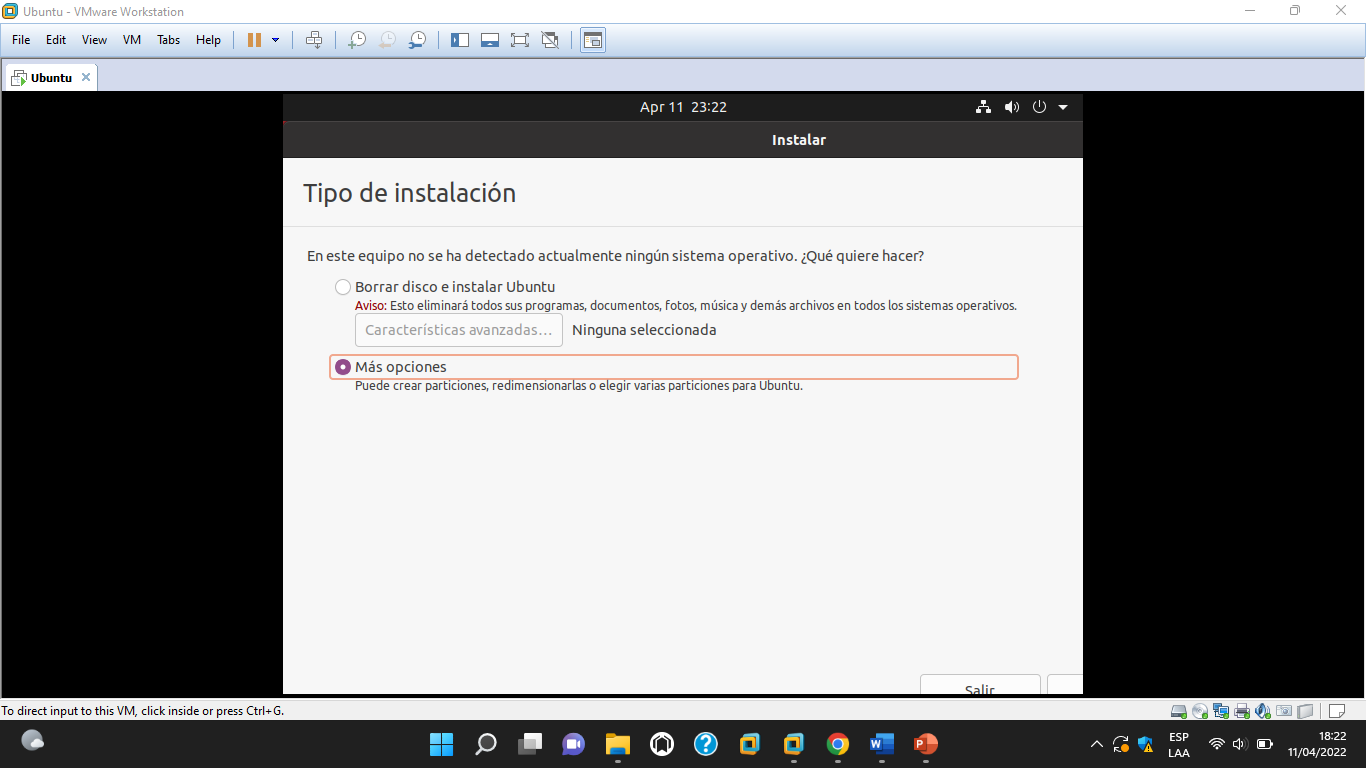 Ubuntu - VMware Workstation
File Edit View VM Tabs Help
Ubuntu
Apr 11 23:22
Instalar
Tipo de instalación
En este equipo no se ha detectado actualmente ningún sistema operativo. ¿Qué quiere hacer?
Borrar disco e instalar Ubuntu
Aviso: Esto eliminará todos sus programas, documentos, fotos, música y demás archivos en todos los sistemas operativos.
Características avanzadas... Ninguna seleccionada
Más opciones
Puede crear particiones, redimensionarlas o elegir varias particiones para Ubuntu.
Salir
To direct input to this VM, click inside or press Ctrl+G.
ESP
LAA
18:22
11/04/2022